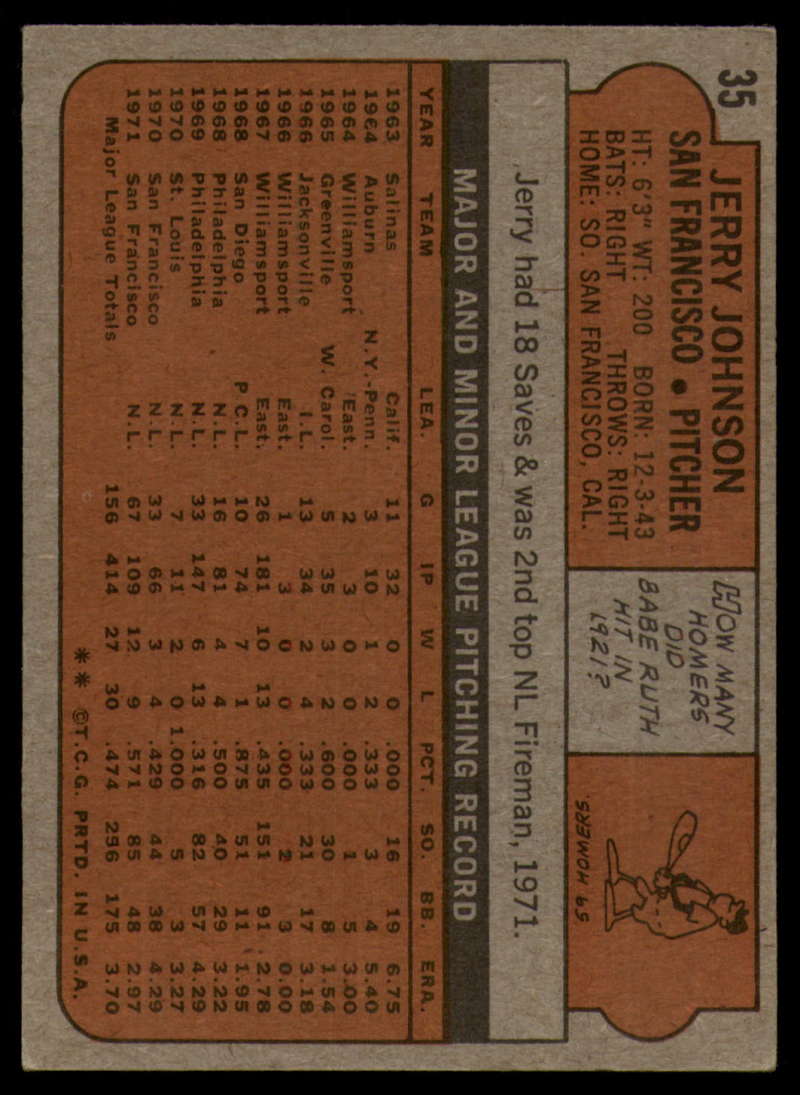 35
JERRY JOHNSON
SAN FRANCISCO • PITCHER
HT: 6'3" WT: 200 BORN: 12-3-43
BATS: RIGHT THROWS: RIGHT
HOME: SO. SAN FRANCISCO, CAL.
HOW MANY
HOMERS
DID
BABE RUTH
HIT IN
1921?
59 HOMERS.
Jerry had 18 Saves & was 2nd top NL Fireman, 1971.
MAJOR AND MINOR LEAGUE PITCHING RECORD
YEAR TEAM LEA. G IP W L PCT. SO. BB. ERA.
1963 Salinas Calif. 11 32 0 0 .000 16 19 6.75
1964 Auburn N.Y.-Penn. 3 10 1 2 .333 3 4 5.40
1964 Williamsport East. 2 3 0 0 .000 1 5 3.00
1965 Greenville W. Carol. 5 35 3 2 .600 30 8 1.54
1966 Jacksonville I.L. 13 34 2 4 .333 21 17 3.18
1966 Williamsport East. 1 3 0 0 .000 2 3 0.00
1967 Williamsport East. 26 181 10 13 .435 151 91 2.78
1968 San Diego P.C.L. 10 74 7 1 .875 51 11 1.95
1968 Philadelphia N.L. 16 81 4 4 .500 40 29 3.22
1969 Philadelphia N.L. 33 147 6 13 .316 82 57 4.29
1970 St. Louis N.L. 7 11 2 0 1.000 5 3 3.27
1970 San Francisco N.L. 33 66 3 4 .429 44 38 4.29
1971 San Francisco N.L. 67 109 12 9 .571 85 48 2.97
Major League Totals 156 414 27 30 .474 256 175 3.70
** ©T.C.G. PRTD. IN U.S.A.